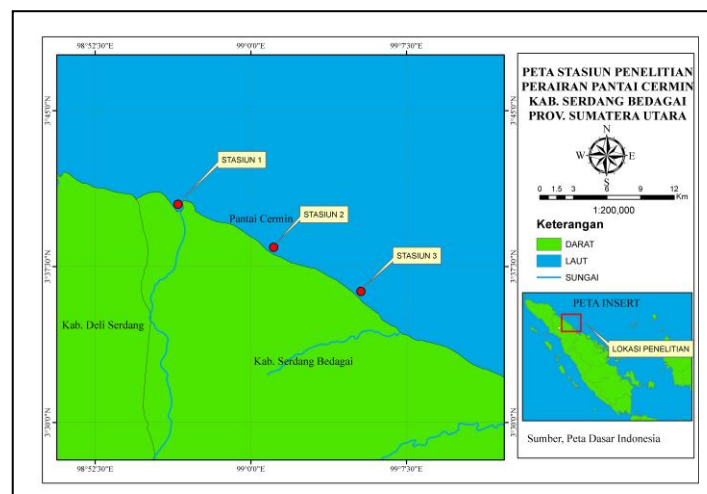 98°52'30"E 99°0'0"E 99°7'30"E
3°45'0"N 3°45'0"N
STASIUN 1
Pantai Cermin
STASIUN 2
STASIUN 3
3°37'30"N 3°37'30"N
Kab. Deli Serdang
Kab. Serdang Bedagai
3°30'0"N 3°30'0"N
98°52'30"E 99°0'0"E 99°7'30"E
PETA STASIUN PENELITIAN
PERAIRAN PANTAI CERMIN
KAB. SERDANG BEDAGAI
PROV. SUMATERA UTARA
N
W E
S
0 1.5 3 6 9 12
Km
1:200,000
Keterangan
DARAT
LAUT
SUNGAI
PETA INSERT
LOKASI PENELITIAN
Sumber, Peta Dasar Indonesia